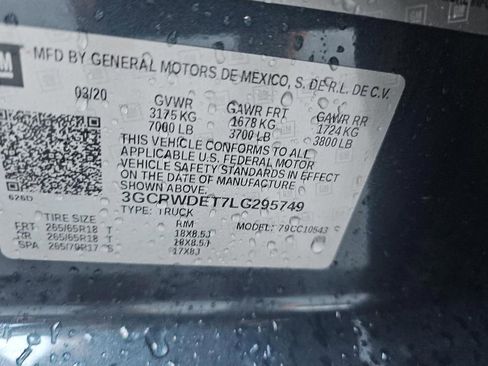 GM
MFD BY GENERAL MOTORS DE MEXICO, S. DE R.L. DE C.V.
03/20 GVWR GAWR FRT GAWR RR
3175 KG 1678 KG 1724 KG
7000 LB 3700 LB 3800 LB
THIS VEHICLE CONFORMS TO ALL
APPLICABLE U.S. FEDERAL MOTOR
VEHICLE SAFETY STANDARDS IN EFFECT
ON THE DATE OF MANUFACTURE
SHOWN ABOVE.
626D 3GCPWDET7LG295749
TYPE: TRUCK MODEL: 79CC10543
TIRE SIZE RIM
FRT 265/65R18 T 18X8.5J
RR 265/65R18 T 18X8.5J
SPA 265/70R17 S 17X8J